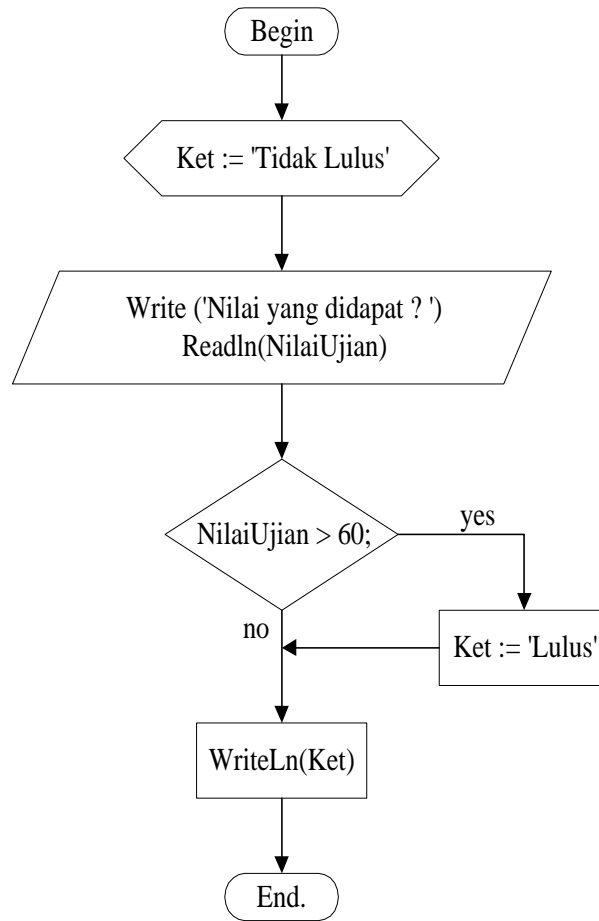 Begin
Ket := 'Tidak Lulus'
Write ('Nilai yang didapat ? ')
Readln(NilaiUjian)
NilaiUjian > 60;
yes
no
Ket := 'Lulus'
WriteLn(Ket)
End.